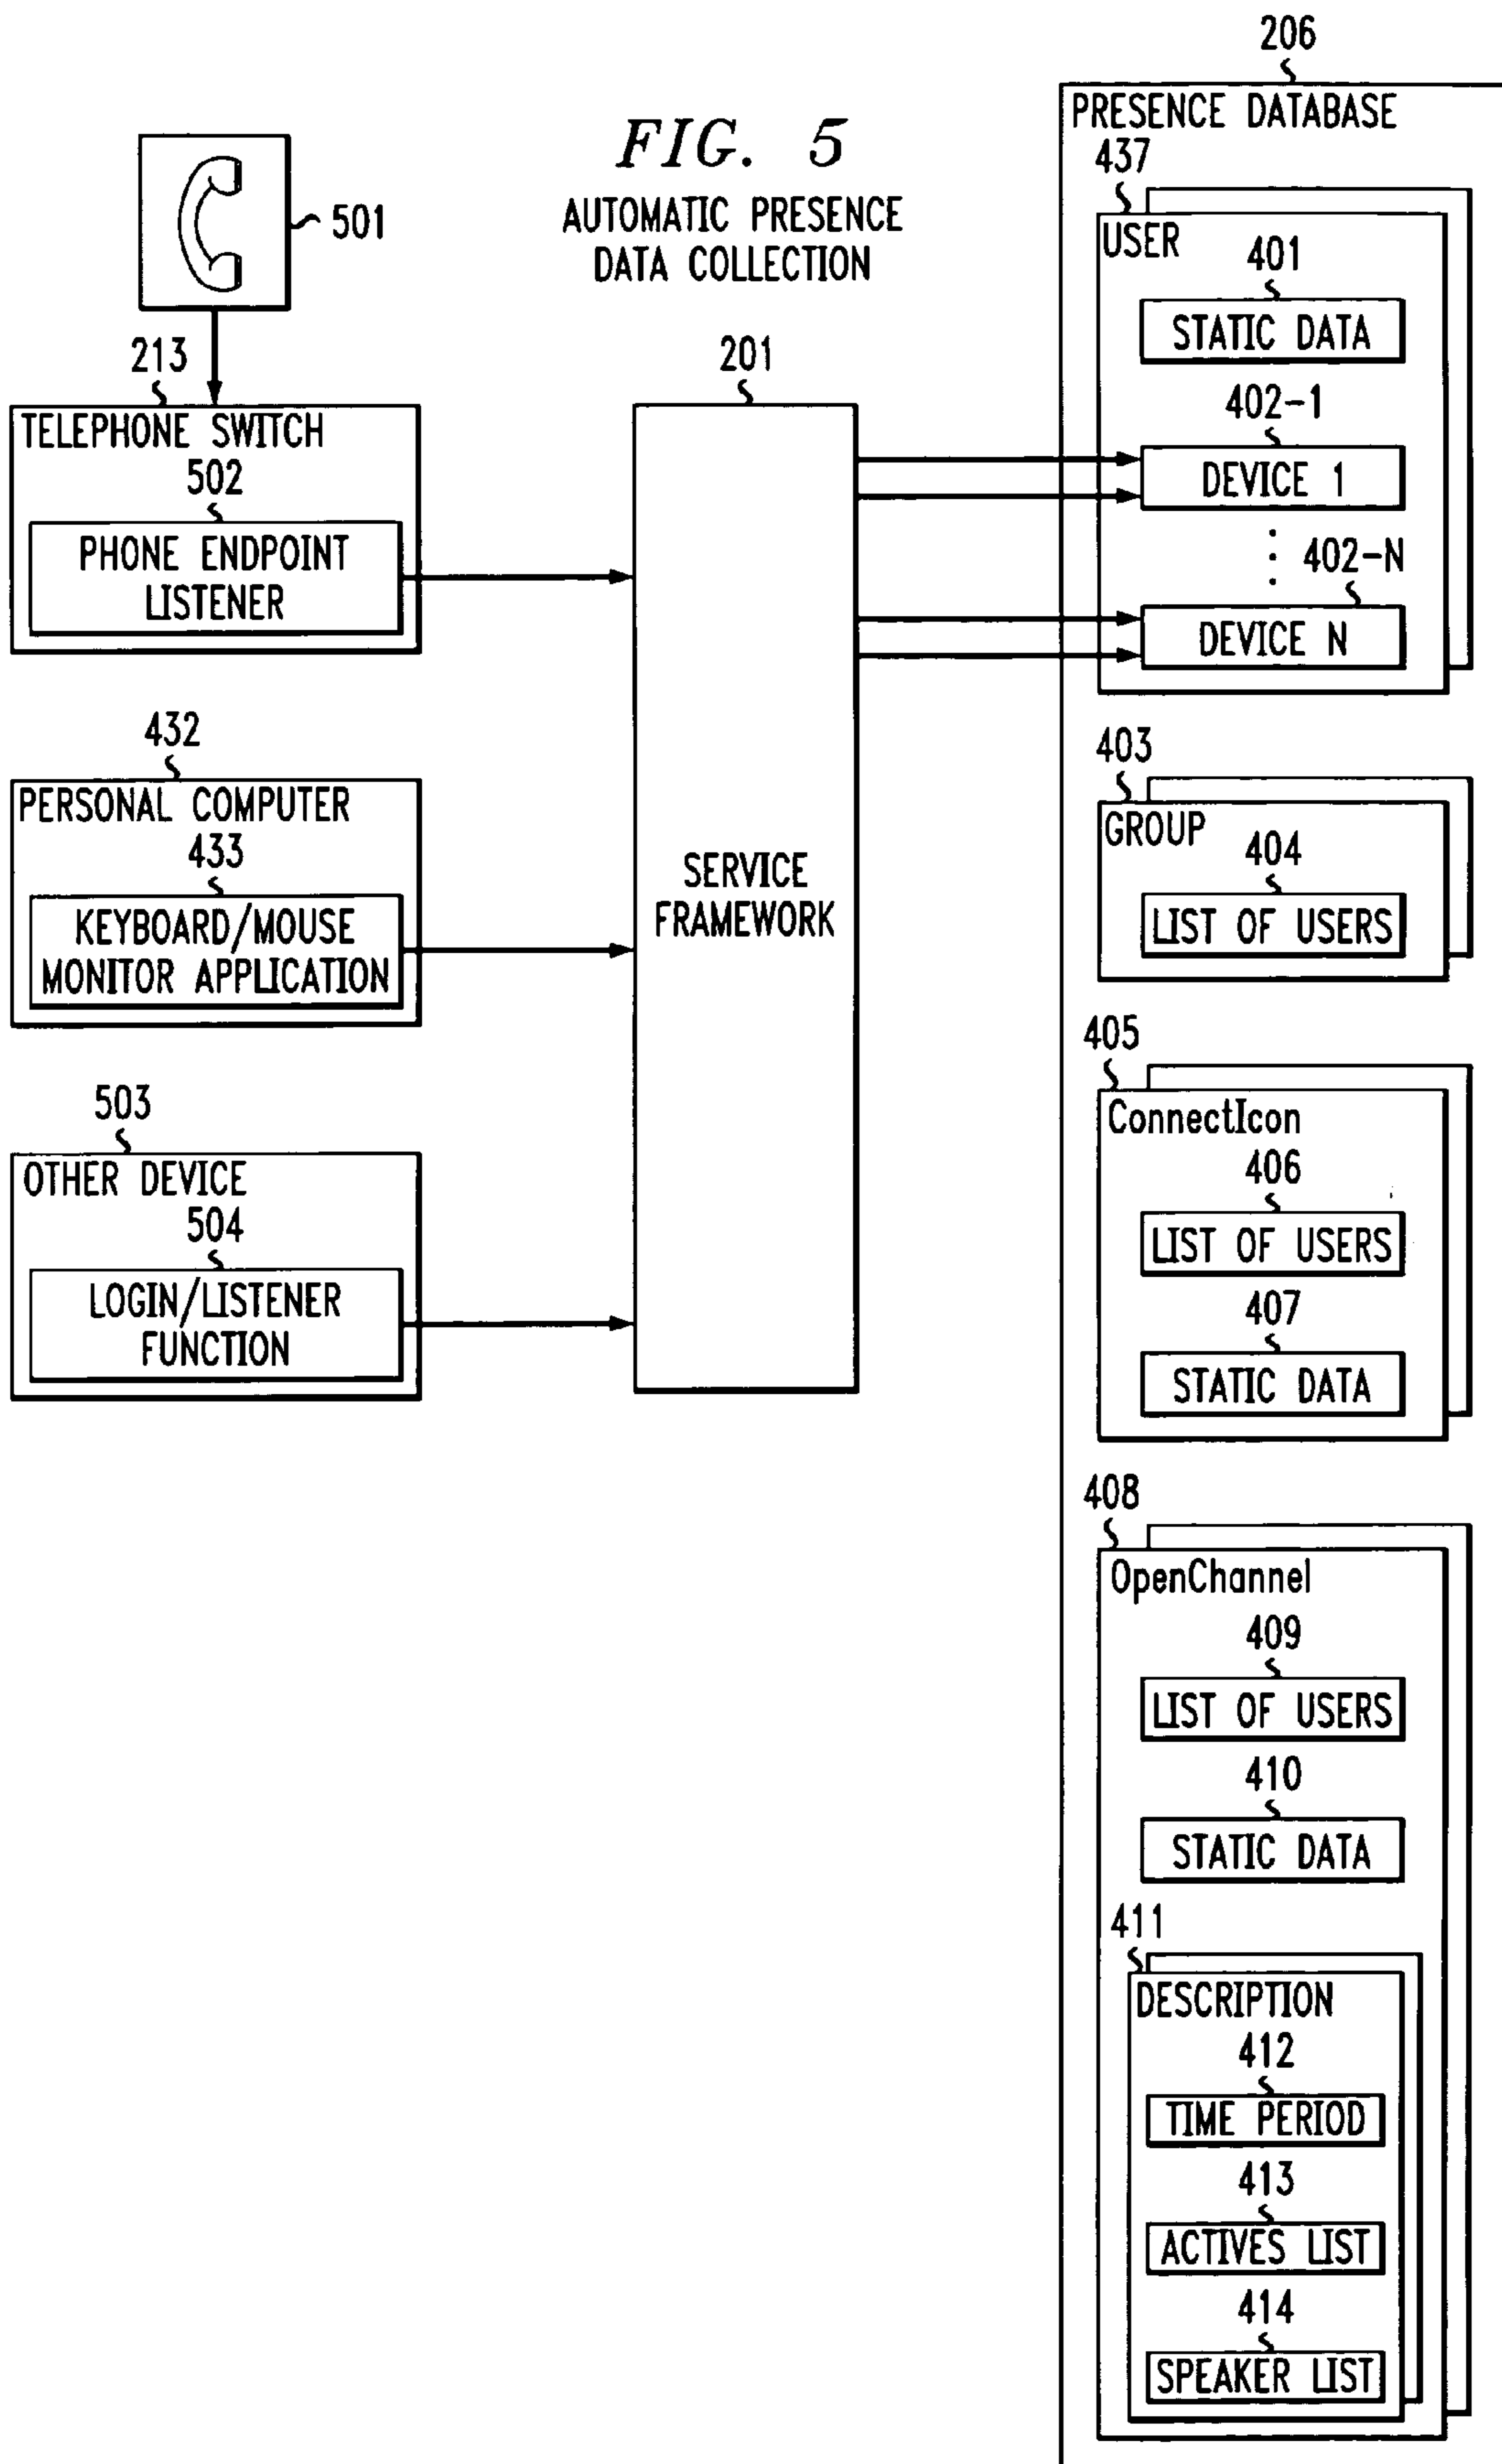 FIG. 5
AUTOMATIC PRESENCE
DATA COLLECTION
501
213
TELEPHONE SWITCH
502
PHONE ENDPOINT
LISTENER
432
PERSONAL COMPUTER
433
KEYBOARD/MOUSE
MONITOR APPLICATION
503
OTHER DEVICE
504
LOGIN/LISTENER
FUNCTION
201
SERVICE
FRAMEWORK
206
PRESENCE DATABASE
437
USER
401
STATIC DATA
402-1
DEVICE 1
402-N
DEVICE N
403
GROUP
404
LIST OF USERS
405
ConnectIcon
406
LIST OF USERS
407
STATIC DATA
408
OpenChannel
409
LIST OF USERS
410
STATIC DATA
411
DESCRIPTION
412
TIME PERIOD
413
ACTIVES LIST
414
SPEAKER LIST